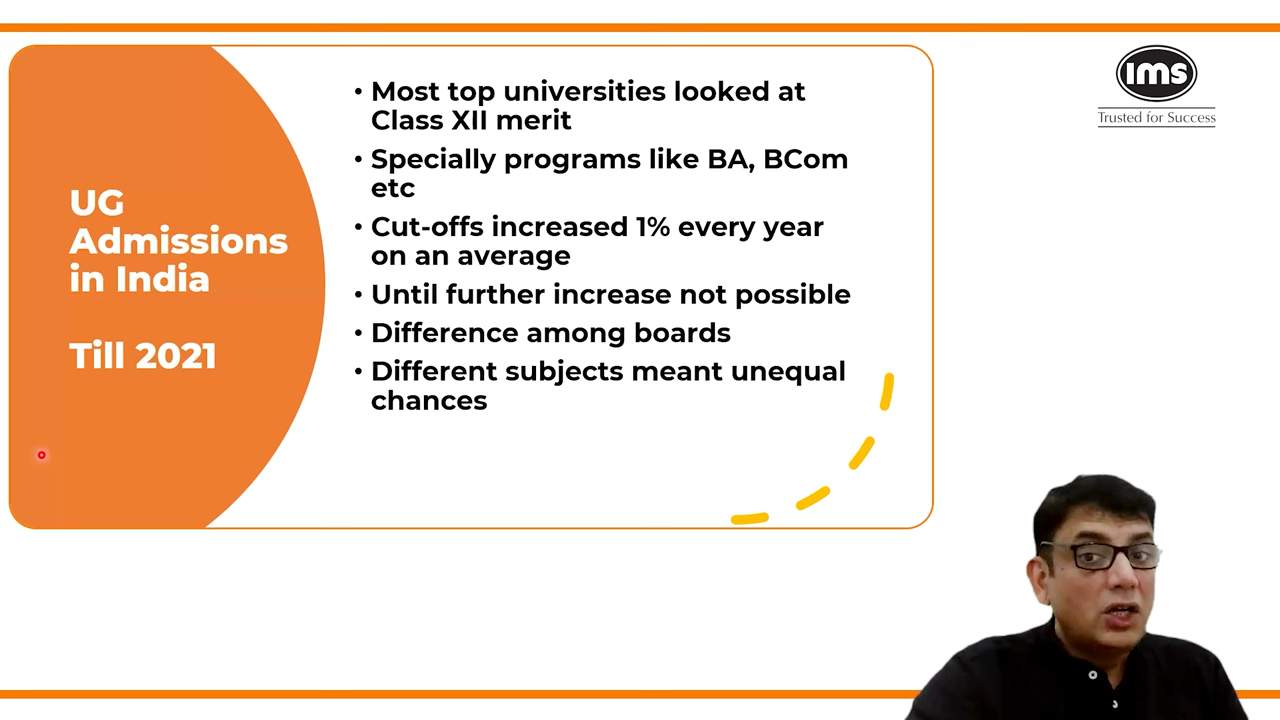 UG
Admissions
in India
Till 2021
• Most top universities looked at
Class XII merit
• Specially programs like BA, BCom
etc
• Cut-offs increased 1% every year
on an average
• Until further increase not possible
• Difference among boards
• Different subjects meant unequal
chances
ims
Trusted for Success